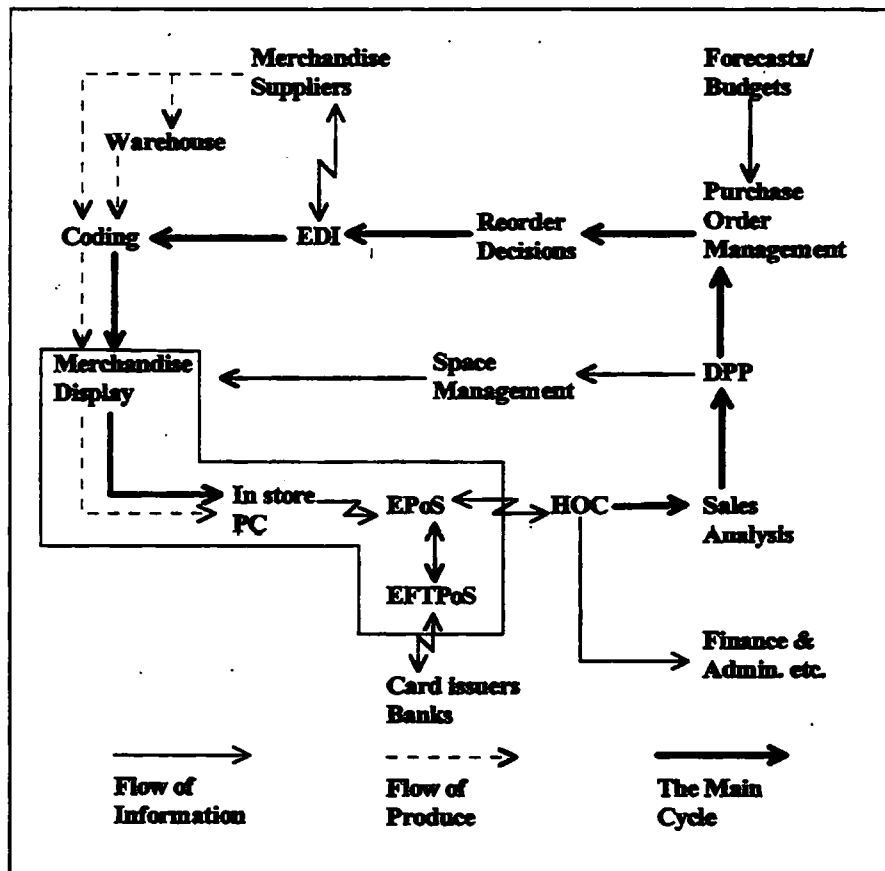 Merchandise
Suppliers
Forecasts/
Budgets
Warehouse
Purchase
Order
Management
Reorder
Decisions
EDI
Coding
Merchandise
Display
Space
Management
DPP
In store
PC
EPoS
HOC
Sales
Analysis
EFTPoS
Finance &
Admin. etc.
Card issuers
Banks
Flow of
Information
Flow of
Produce
The Main
Cycle